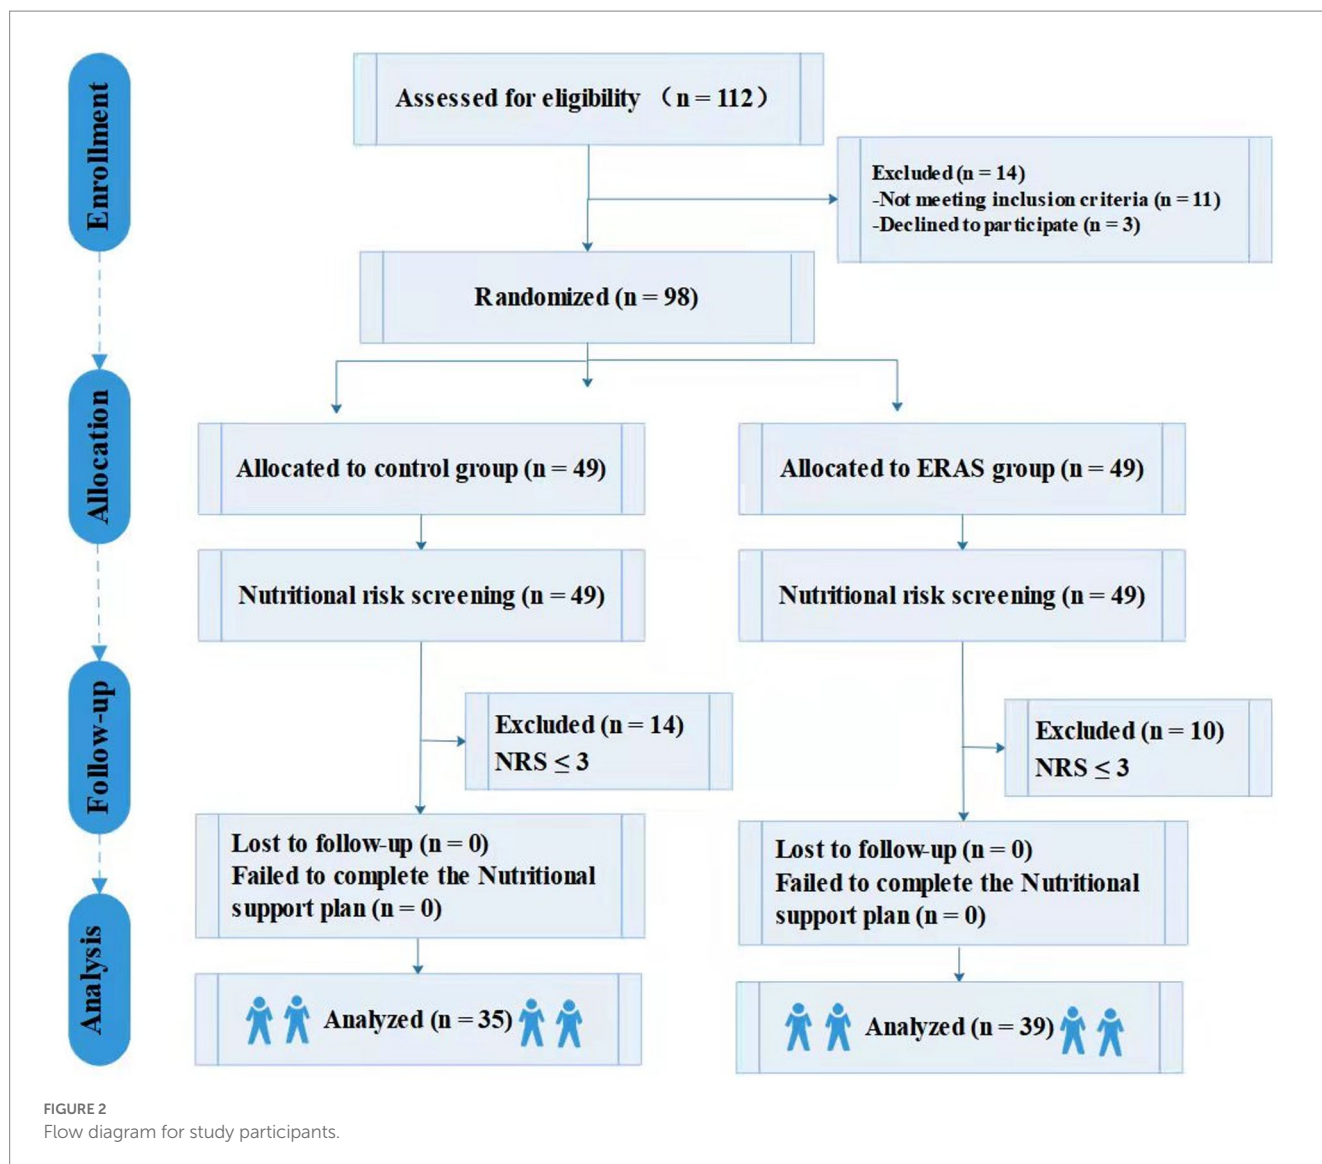 Enrollment
Assessed for eligibility （n = 112）
Excluded (n = 14)
-Not meeting inclusion criteria (n = 11)
-Declined to participate (n = 3)
Randomized (n = 98)
Allocation
Allocated to control group (n = 49)
Allocated to ERAS group (n = 49)
Nutritional risk screening (n = 49)
Nutritional risk screening (n = 49)
Follow-up
Excluded (n = 14)
NRS ≤ 3
Excluded (n = 10)
NRS ≤ 3
Lost to follow-up (n = 0)
Failed to complete the Nutritional
support plan (n = 0)
Lost to follow-up (n = 0)
Failed to complete the Nutritional
support plan (n = 0)
Analysis
Analyzed (n = 35)
Analyzed (n = 39)
FIGURE 2
Flow diagram for study participants.